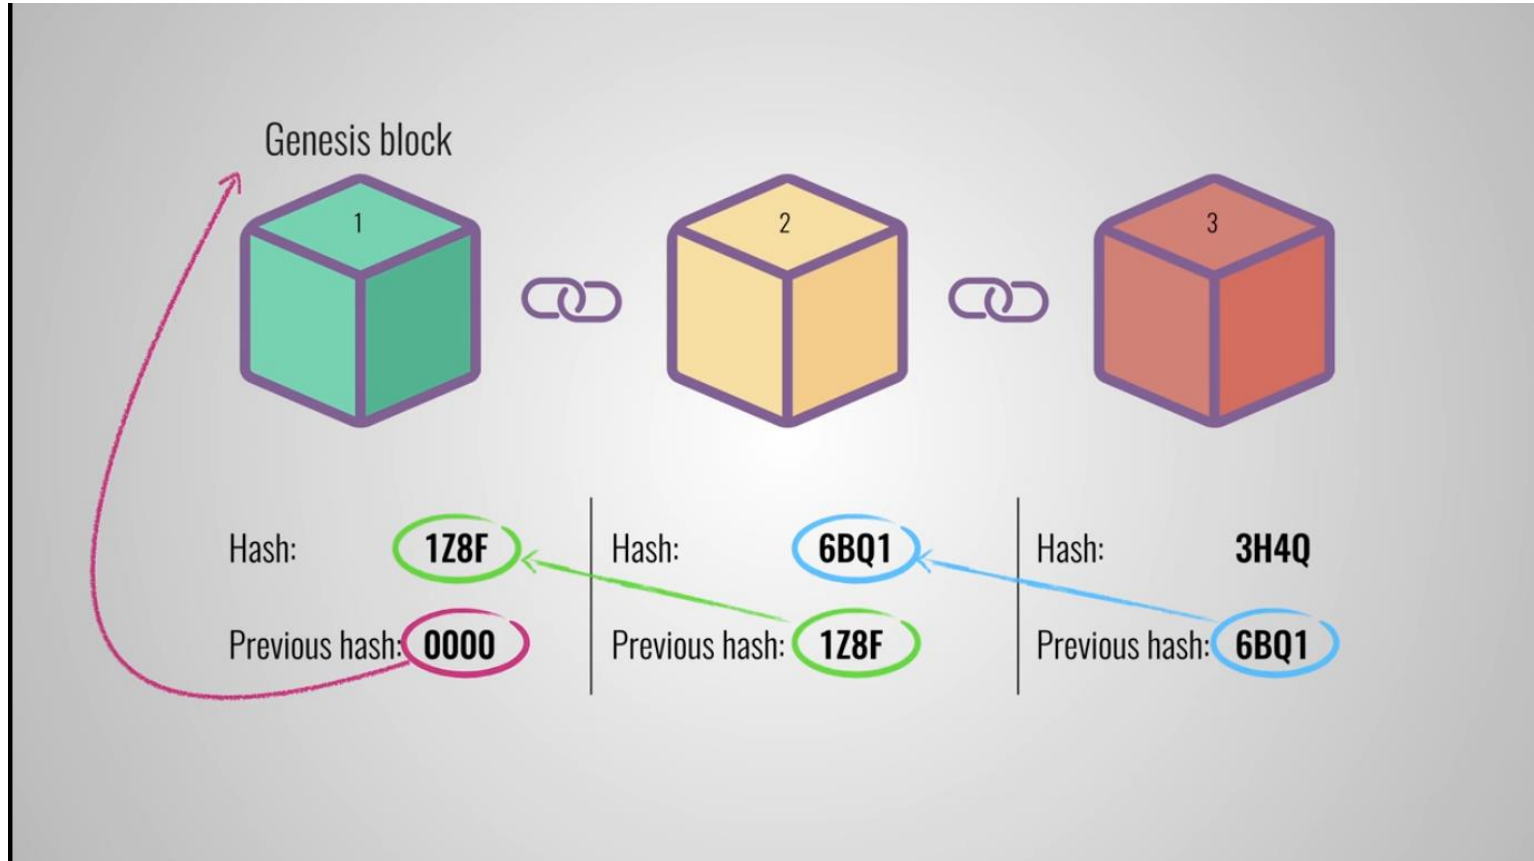 Genesis block
1
2
3
Hash: 1Z8F
Hash: 6BQ1
Hash: 3H4Q
Previous hash: 0000
Previous hash: 1Z8F
Previous hash: 6BQ1